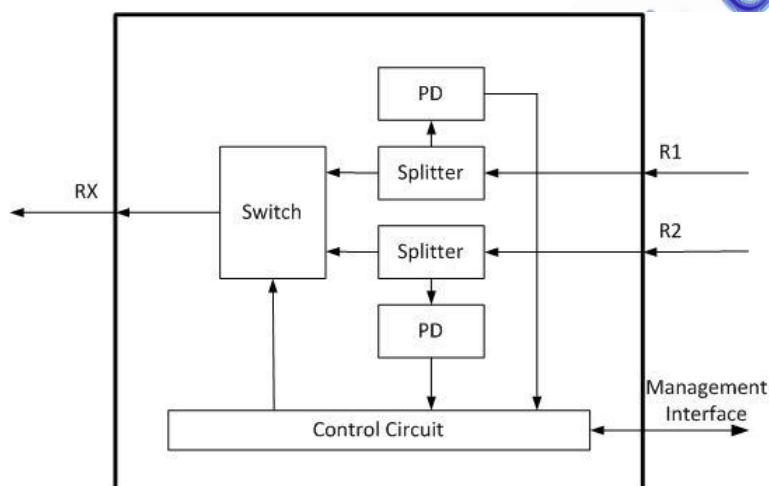 PD
R1
Splitter
RX
Switch
R2
Splitter
PD
Management
Interface
Control Circuit